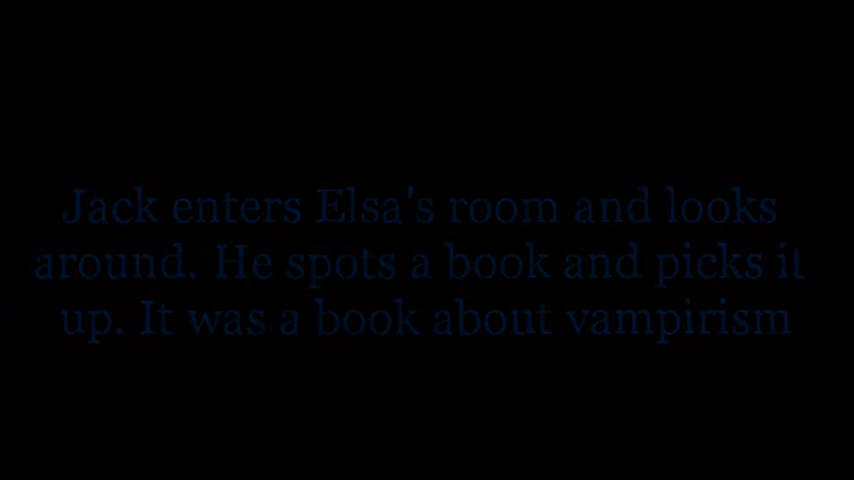 Jack enters Elsa's room and looks
around. He spots a book and picks it
up. It was a book about vampirism